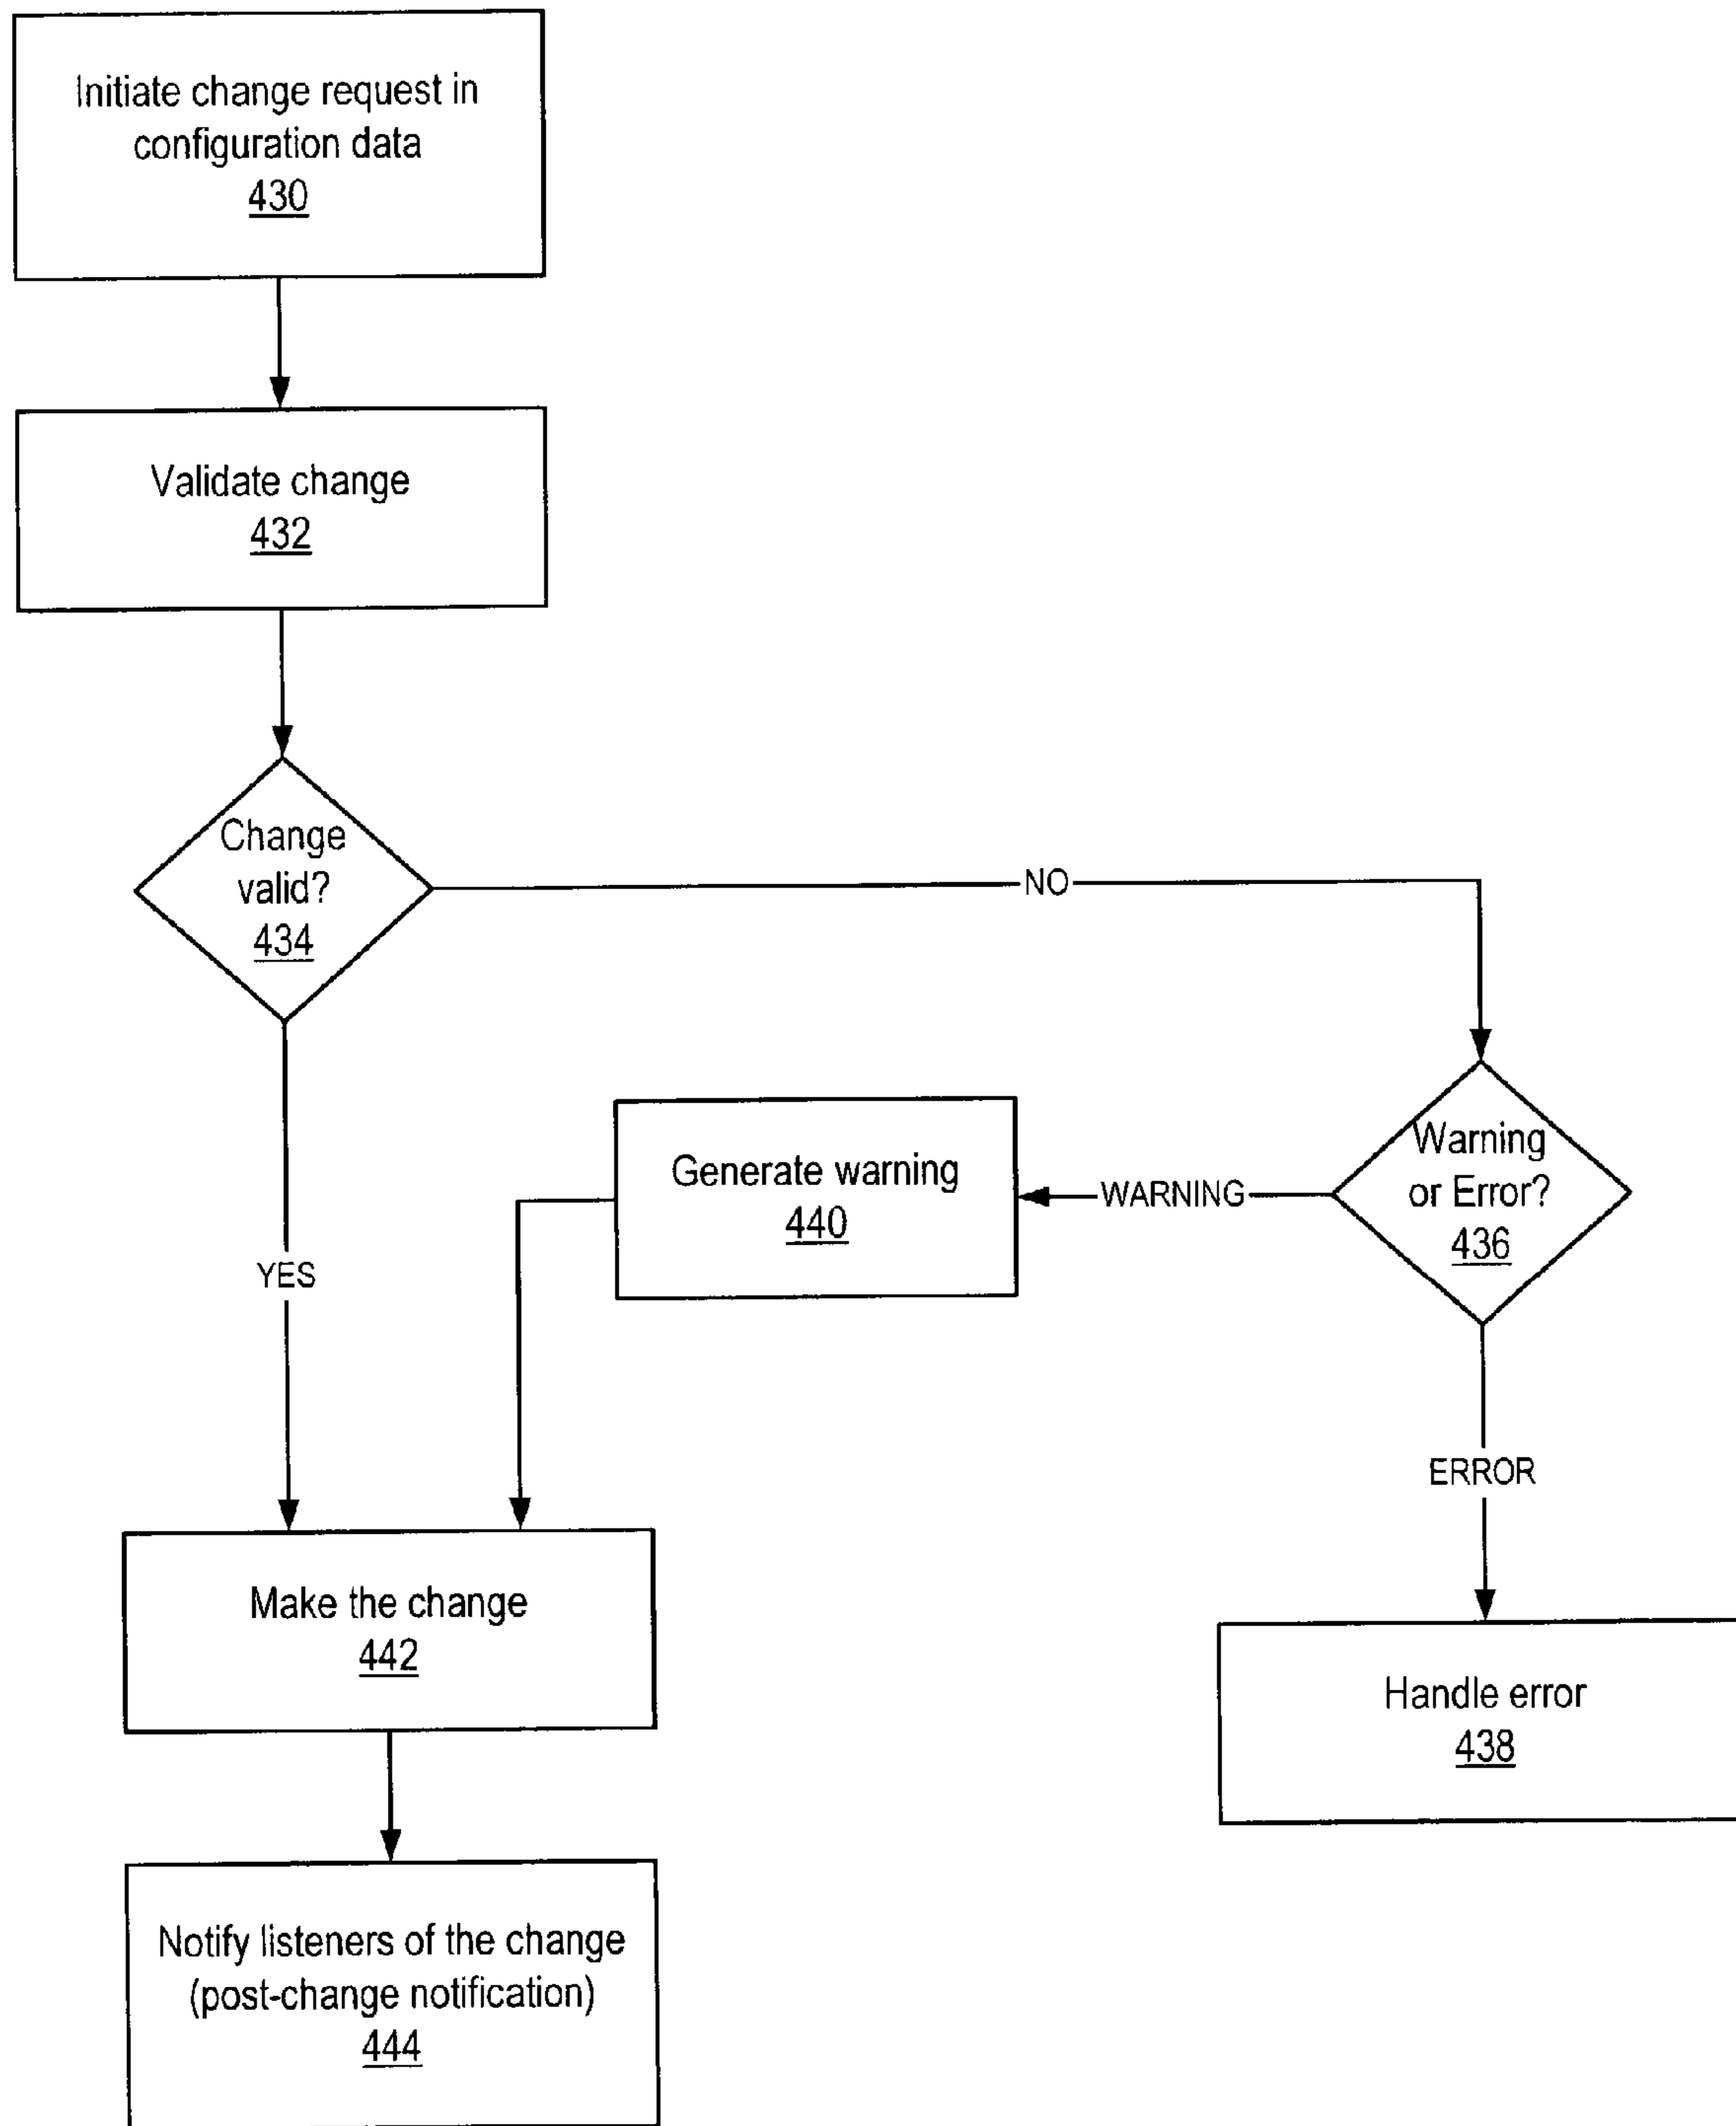 Initiate change request in
configuration data
430
Validate change
432
Change
valid?
434
NO
Warning
or Error?
436
WARNING
Generate warning
440
YES
ERROR
Make the change
442
Handle error
438
Notify listeners of the change
(post-change notification)
444